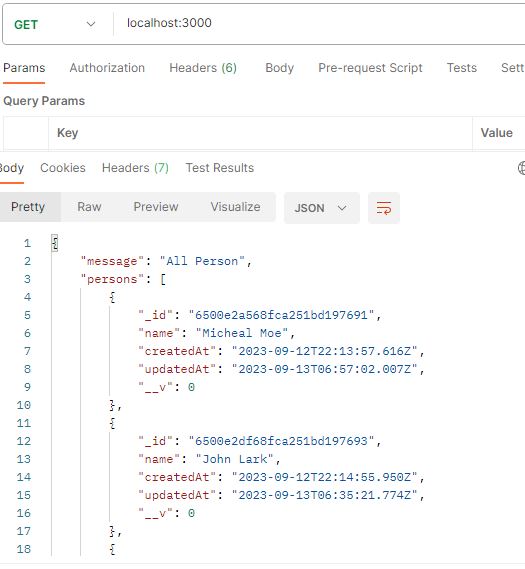 GET localhost:3000
Params Authorization Headers (6) Body Pre-request Script Tests Sett
Query Params
Key Value
Body Cookies Headers (7) Test Results
Pretty Raw Preview Visualize JSON
1 {
2 "message": "All Person",
3 "persons": [
4 {
5 "_id": "6500e2a568fca251bd197691",
6 "name": "Micheal Moe",
7 "createdAt": "2023-09-12T22:13:57.616Z",
8 "updatedAt": "2023-09-13T06:57:02.007Z",
9 "__v": 0
10 },
11 {
12 "_id": "6500e2df68fca251bd197693",
13 "name": "John Lark",
14 "createdAt": "2023-09-12T22:14:55.950Z",
15 "updatedAt": "2023-09-13T06:35:21.774Z",
16 "__v": 0
17 },
18 {